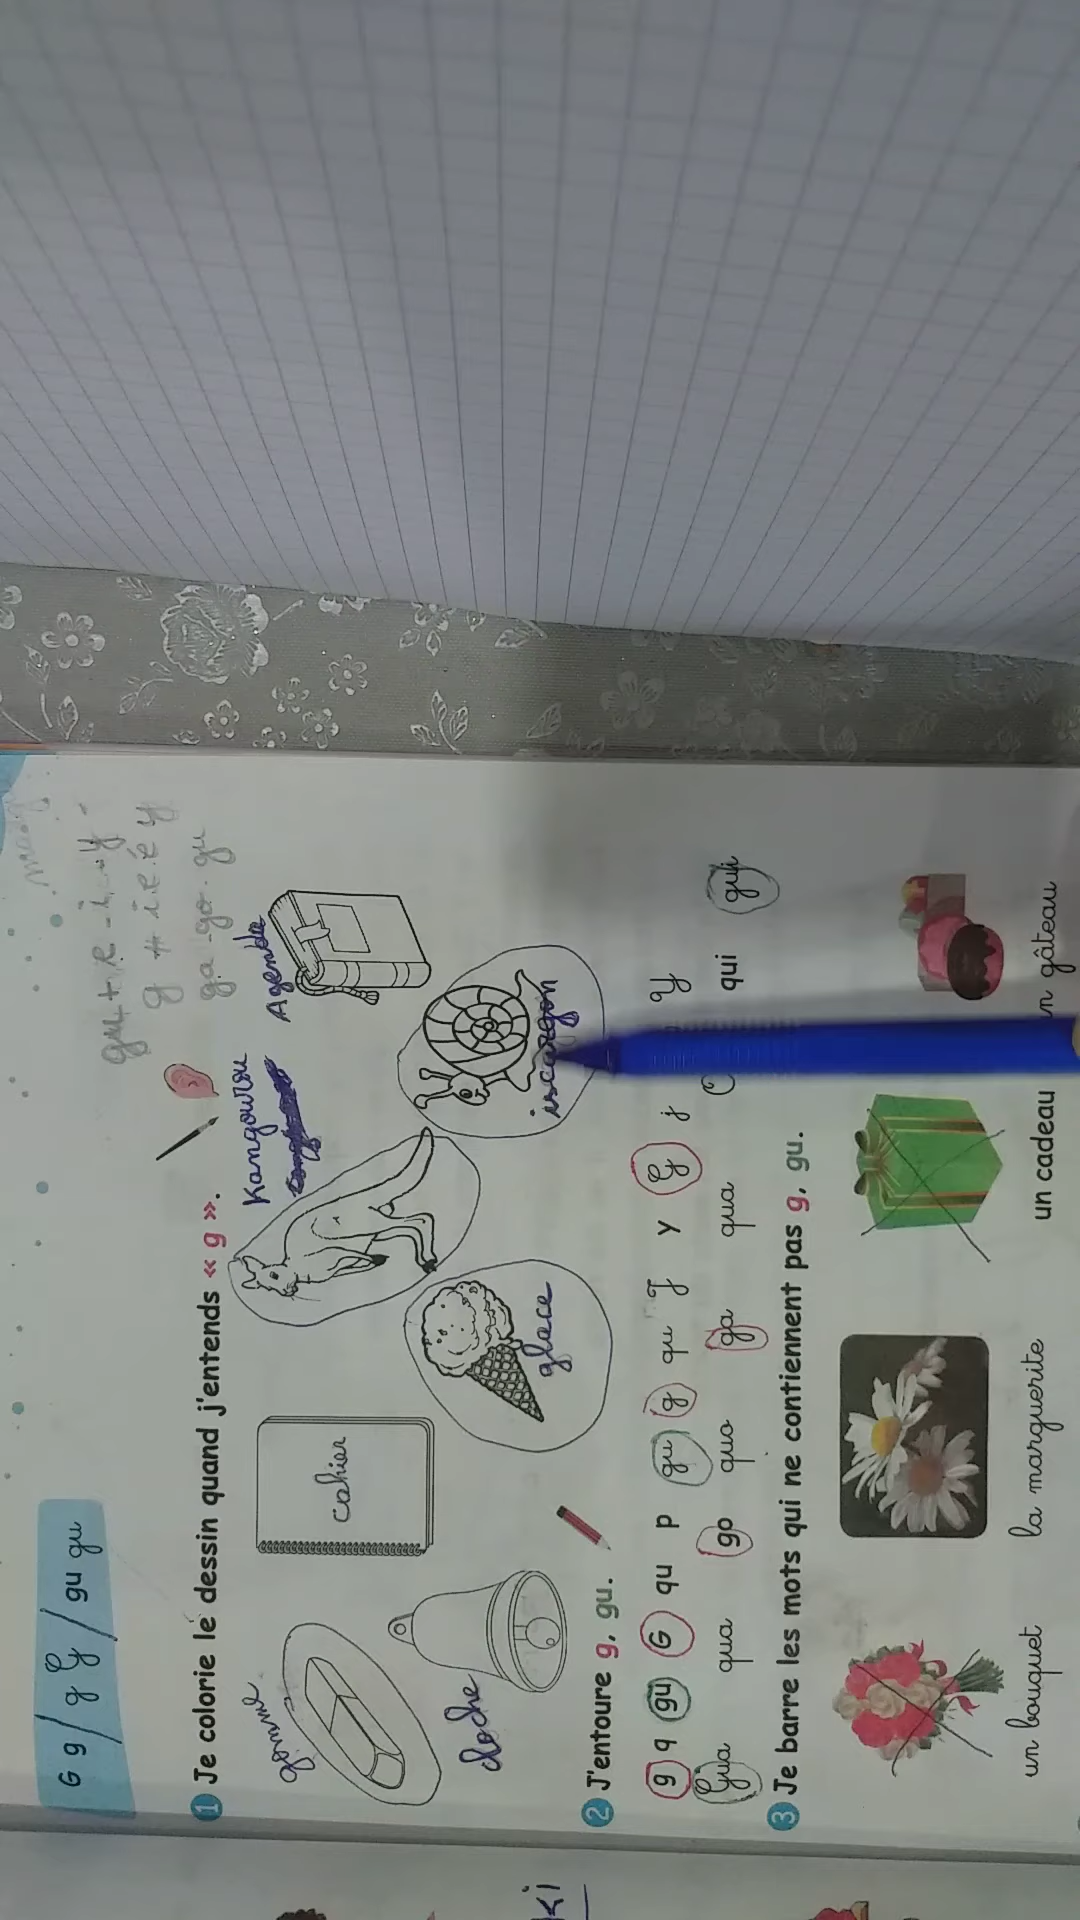 G g / g G / gu gu
gu + e - i - y -
g # i e é y
ga - go - gu
1 Je colorie le dessin quand j'entends « g ».
gomme
cahier
Kangourou
Agenda
cloche
glace
iscargon
2 J'entoure g, gu.
g q gu G qu p gu g qu J y G j
Gua qua go quo ga qua qui gui
3 Je barre les mots qui ne contiennent pas g, gu.
un bouquet
la marguerite
un cadeau
gâteau